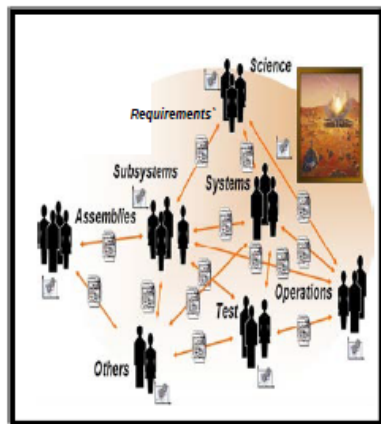 Science
Requirements
Subsystems
Systems
Assemblies
Operations
Test
Others